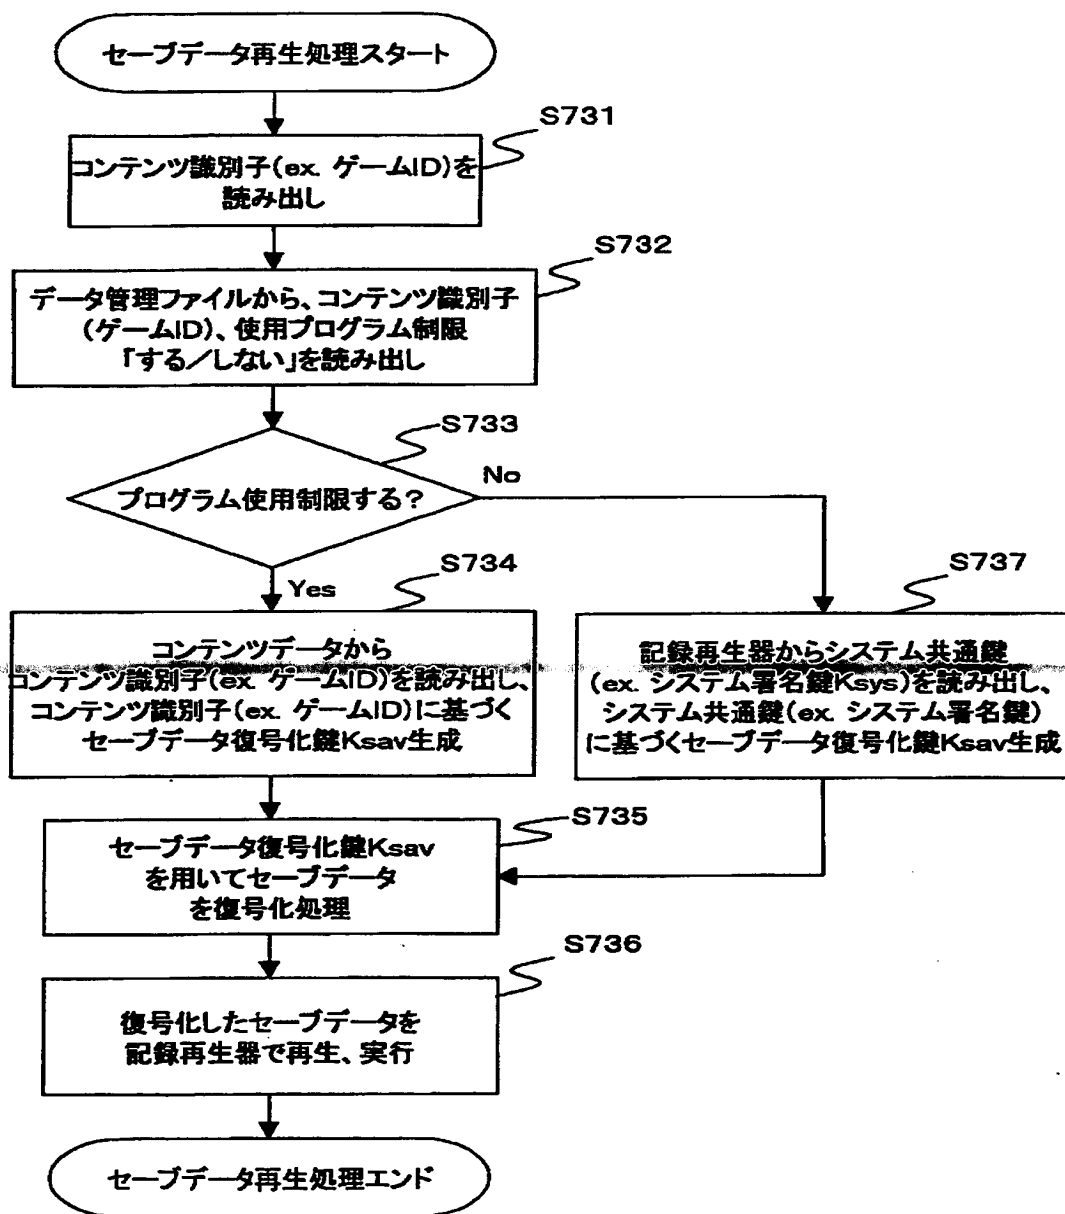 セーブデータ再生処理スタート
S731
コンテンツ識別子(ex. ゲームID)を
読み出し
S732
データ管理ファイルから、コンテンツ識別子
(ゲームID)、使用プログラム制限
「する/しない」を読み出し
S733
プログラム使用制限する?
No
Yes
S734
コンテンツデータから
コンテンツ識別子(ex. ゲームID)を読み出し、
コンテンツ識別子(ex. ゲームID)に基づく
セーブデータ復号化鍵Ksav生成
S737
記録再生器からシステム共通鍵
(ex. システム署名鍵Ksys)を読み出し、
システム共通鍵(ex. システム署名鍵)
に基づくセーブデータ復号化鍵Ksav生成
S735
セーブデータ復号化鍵Ksav
を用いてセーブデータ
を復号化処理
S736
復号化したセーブデータを
記録再生器で再生、実行
セーブデータ再生処理エンド